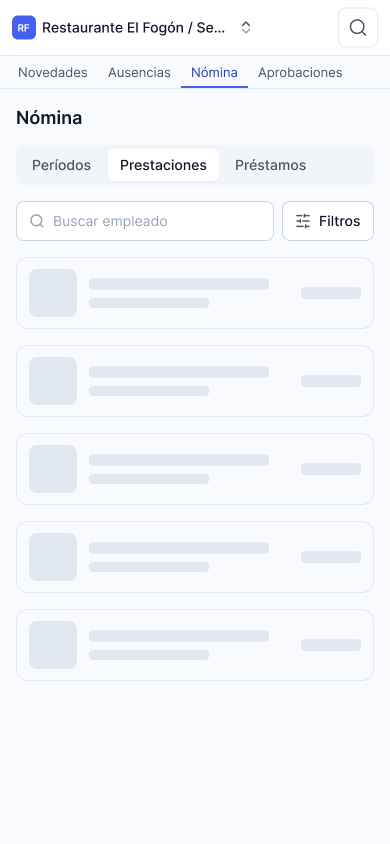 RF Restaurante El Fogón / Se...
Novedades Ausencias Nómina Aprobaciones
Nómina
Períodos Prestaciones Préstamos
Buscar empleado Filtros